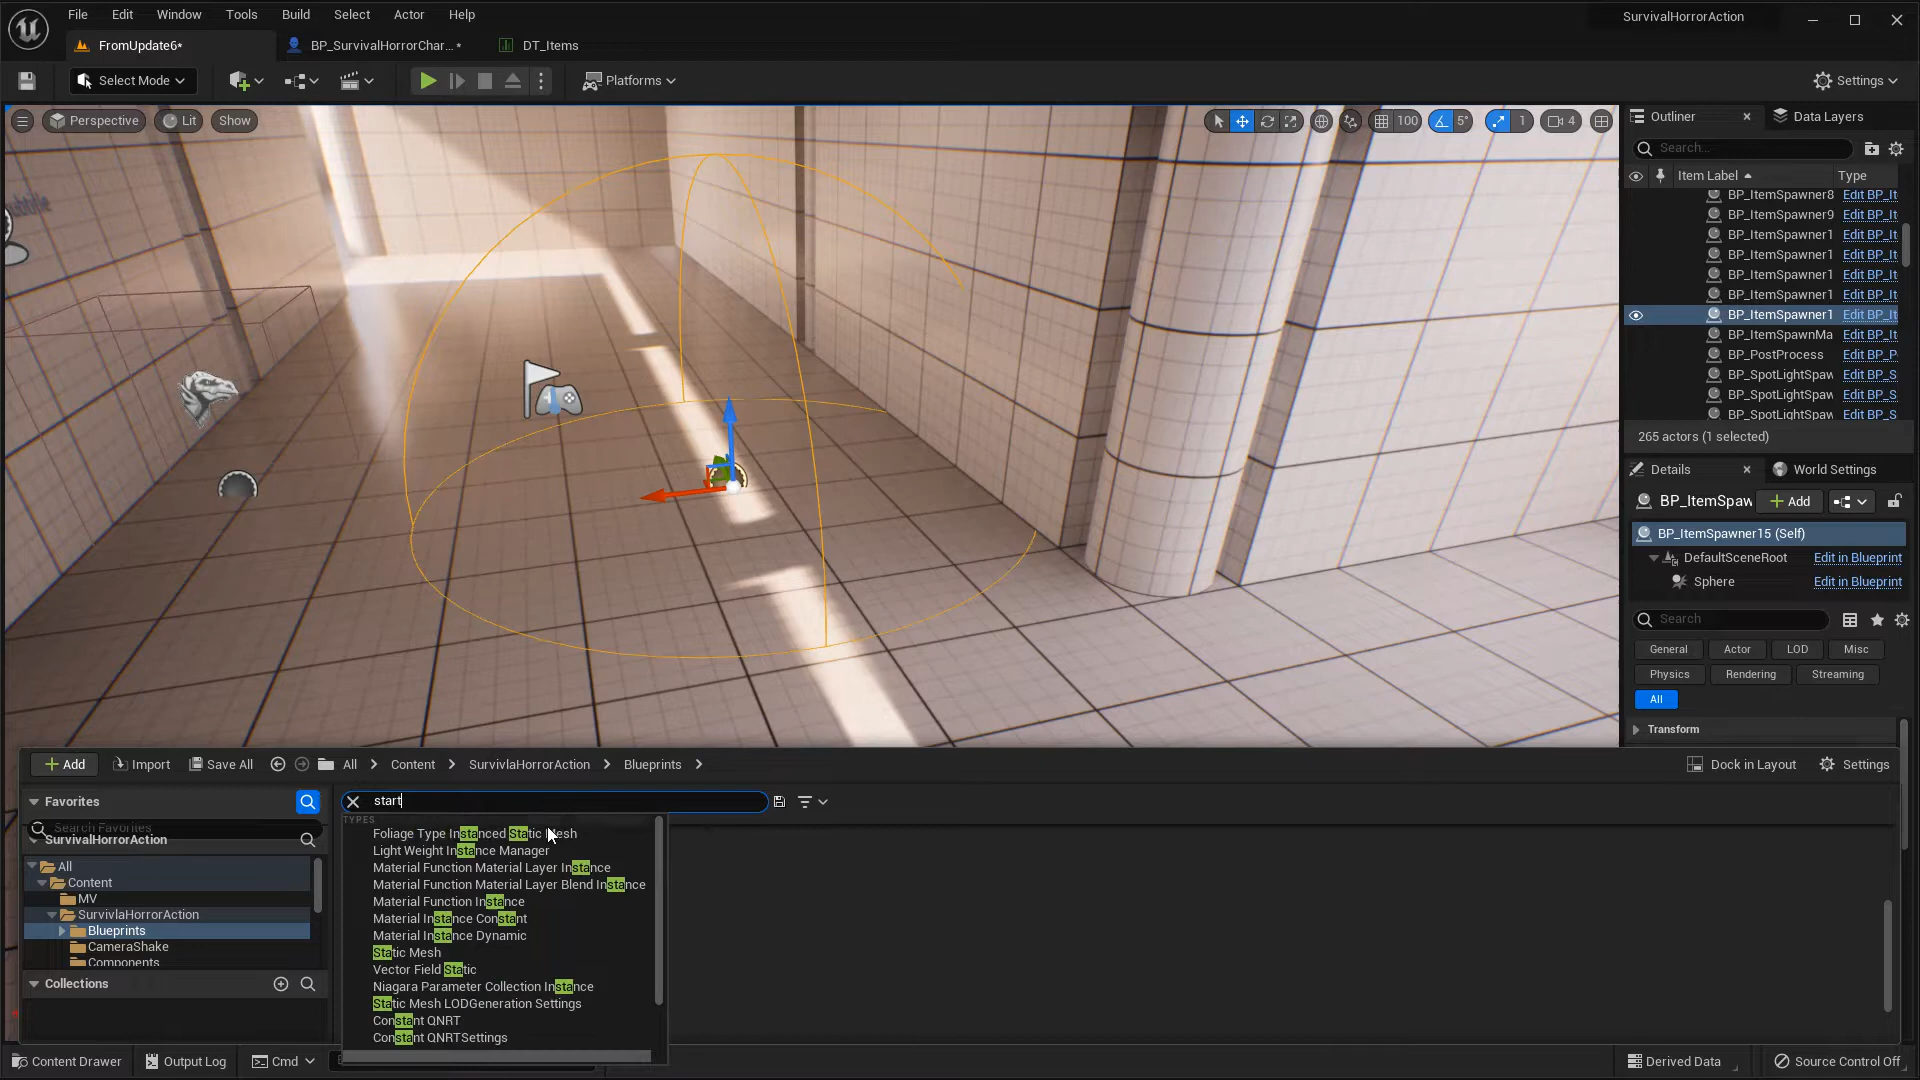 File Edit Window Tools Build Select Actor Help
SurvivalHorrorAction
FromUpdate6* BP_SurvivalHorrorChar...* DT_Items
Select Mode Platforms Settings
Perspective Lit Show 100 5° 1 4
Outliner Data Layers
Search...
Item Label Type
BP_ItemSpawner8 Edit BP_It
BP_ItemSpawner9 Edit BP_It
BP_ItemSpawner1 Edit BP_It
BP_ItemSpawner1 Edit BP_It
BP_ItemSpawner1 Edit BP_It
BP_ItemSpawner1 Edit BP_It
BP_ItemSpawner1 Edit BP_It
BP_ItemSpawnMa Edit BP_It
BP_PostProcess Edit BP_P
BP_SpotLightSpaw Edit BP_S
BP_SpotLightSpaw Edit BP_S
BP_SpotLightSpaw Edit BP_S
265 actors (1 selected)
Details World Settings
BP_ItemSpaw Add
BP_ItemSpawner15 (Self)
DefaultSceneRoot Edit in Blueprint
Sphere Edit in Blueprint
Search
General Actor LOD Misc
Physics Rendering Streaming
All
Transform
Add Import Save All All Content SurvivlaHorrorAction Blueprints Dock in Layout Settings
Favorites
Search Favorites
SurvivalHorrorAction
All
Content
MV
SurvivlaHorrorAction
Blueprints
CameraShake
Components
Collections
start
TYPES
Foliage Type Instanced Static Mesh
Light Weight Instance Manager
Material Function Material Layer Instance
Material Function Material Layer Blend Instance
Material Function Instance
Material Instance Constant
Material Instance Dynamic
Static Mesh
Vector Field Static
Niagara Parameter Collection Instance
Static Mesh LODGeneration Settings
Constant QNRT
Constant QNRTSettings
Content Drawer Output Log Cmd Derived Data Source Control Off